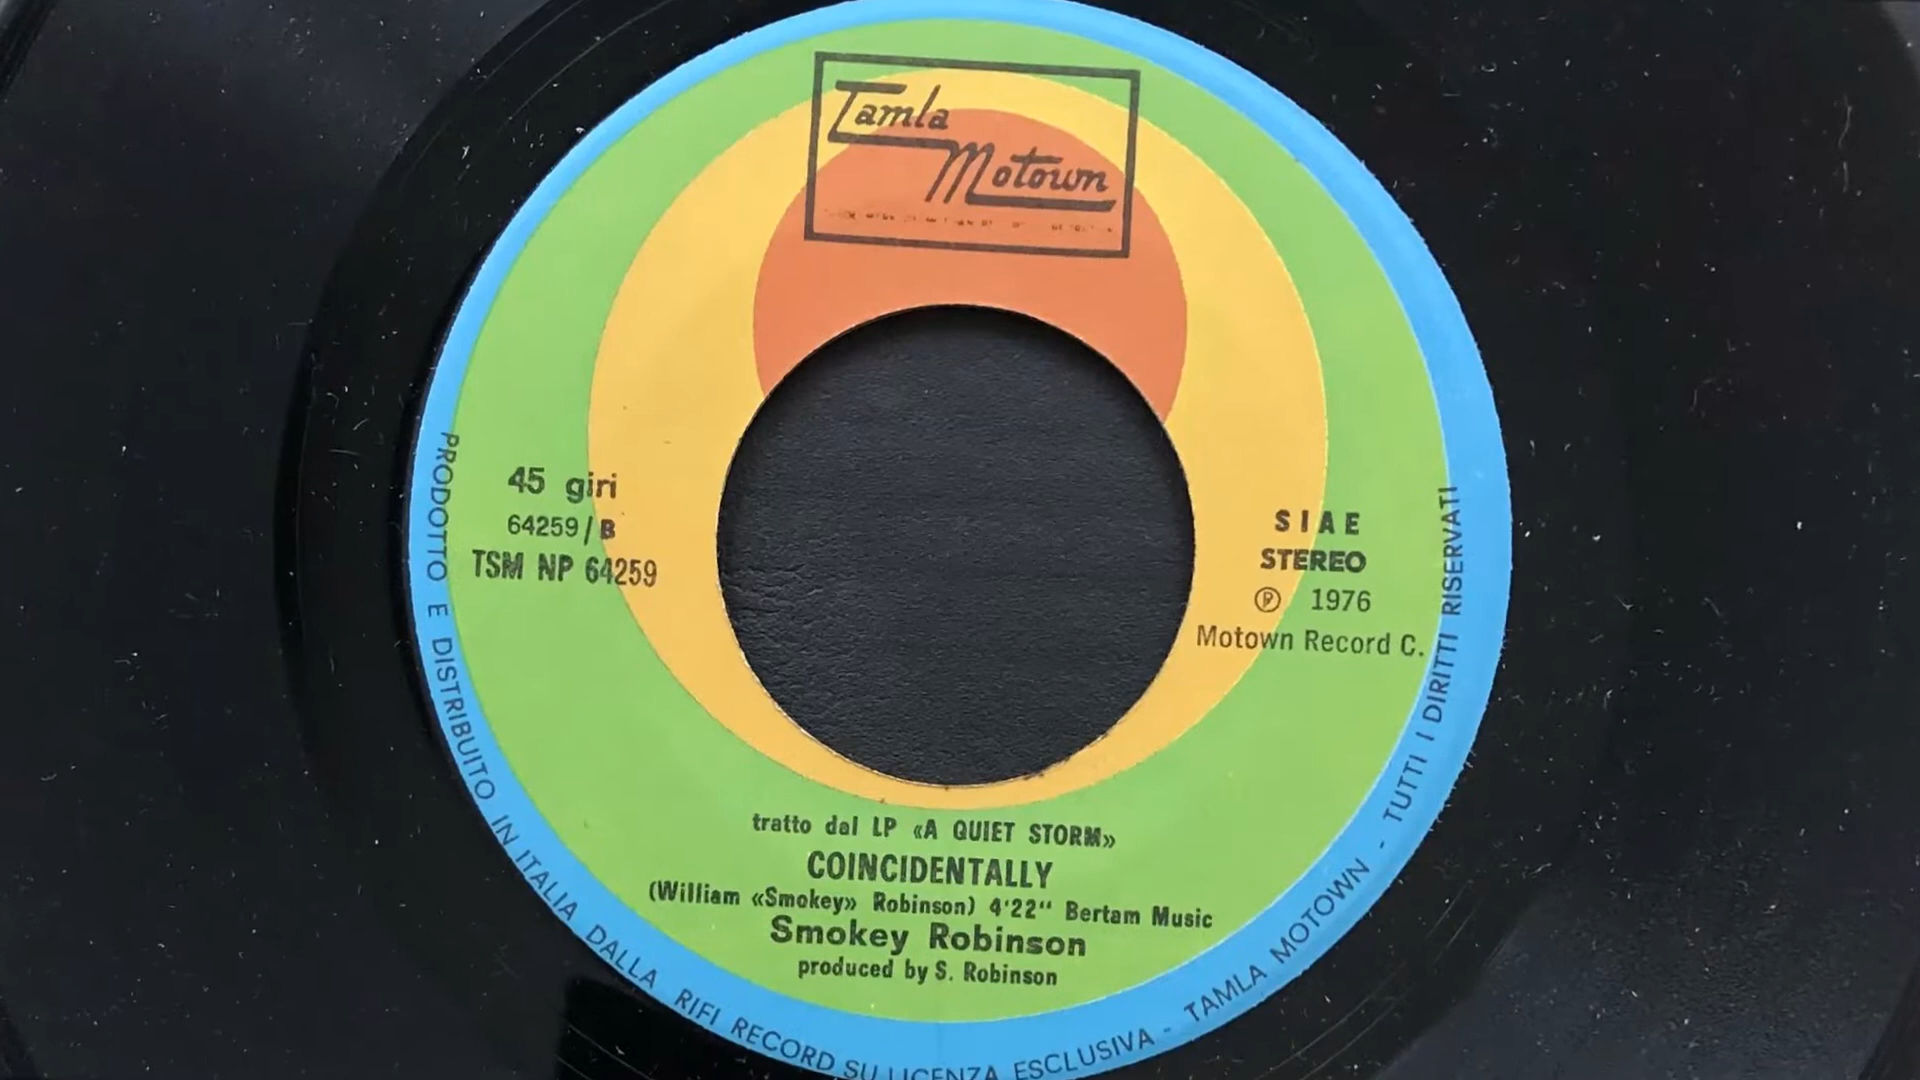 Tamla
Motown
45 giri
64259/B
TSM NP 64259
S I A E
STEREO
Ⓟ 1976
Motown Record C.
tratto dal LP «A QUIET STORM»
COINCIDENTALLY
(William «Smokey» Robinson) 4'22" Bertam Music
Smokey Robinson
produced by S. Robinson
PRODOTTO E DISTRIBUITO IN ITALIA DALLA RIFI RECORD SU LICENZA ESCLUSIVA - TAMLA MOTOWN - TUTTI I DIRITTI RISERVATI